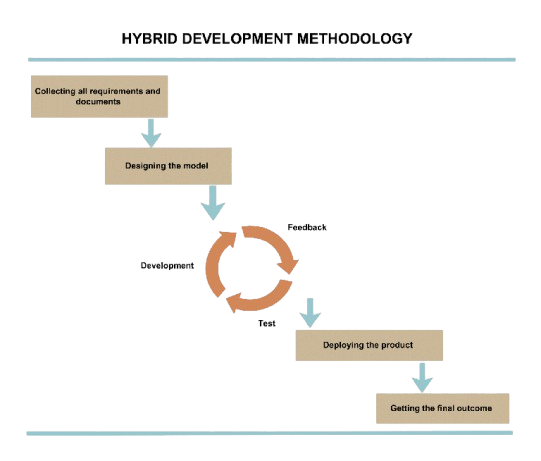 HYBRID DEVELOPMENT METHODOLOGY
Collecting all requirements and
documents
Designing the model
Feedback
Development
Test
Deploying the product
Getting the final outcome